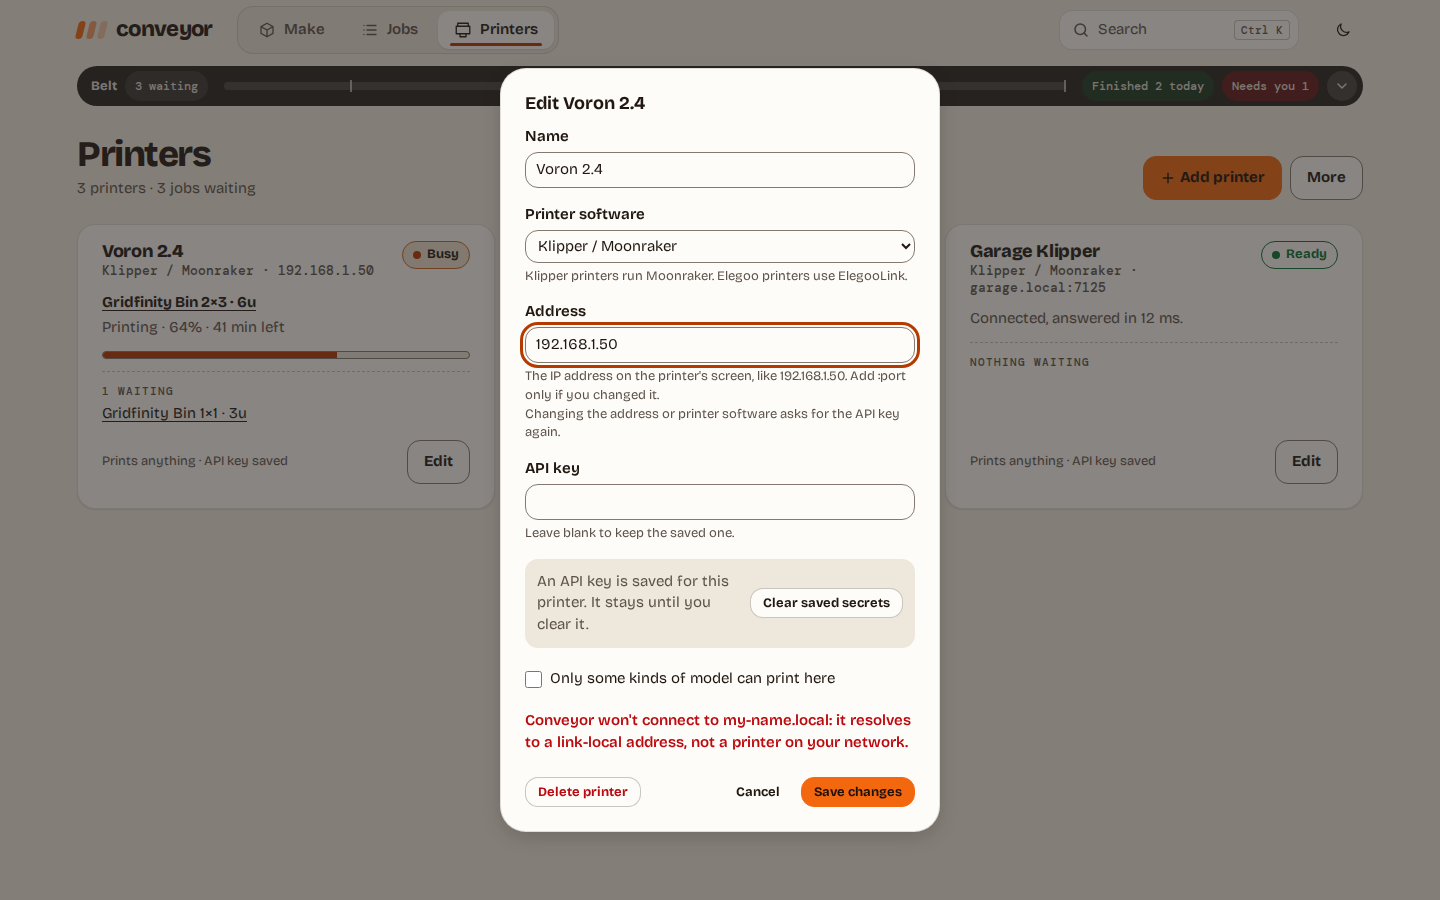 conveyor
Make
Jobs
Printers
Search
Ctrl K
Belt
3 waiting
Finished 2 today
Needs you 1
Printers
3 printers · 3 jobs waiting
+ Add printer
More
Voron 2.4
Busy
Klipper / Moonraker · 192.168.1.50
Gridfinity Bin 2×3 · 6u
Printing · 64% · 41 min left
1 WAITING
Gridfinity Bin 1×1 · 3u
Prints anything · API key saved
Edit
Edit Voron 2.4
Name
Voron 2.4
Printer software
Klipper / Moonraker
Klipper printers run Moonraker. Elegoo printers use ElegooLink.
Address
192.168.1.50
The IP address on the printer's screen, like 192.168.1.50. Add :port
only if you changed it.
Changing the address or printer software asks for the API key
again.
API key
Leave blank to keep the saved one.
An API key is saved for this
printer. It stays until you
clear it.
Clear saved secrets
Only some kinds of model can print here
Conveyor won't connect to my-name.local: it resolves
to a link-local address, not a printer on your network.
Delete printer
Cancel
Save changes
Garage Klipper
Ready
Klipper / Moonraker ·
garage.local:7125
Connected, answered in 12 ms.
NOTHING WAITING
Prints anything · API key saved
Edit